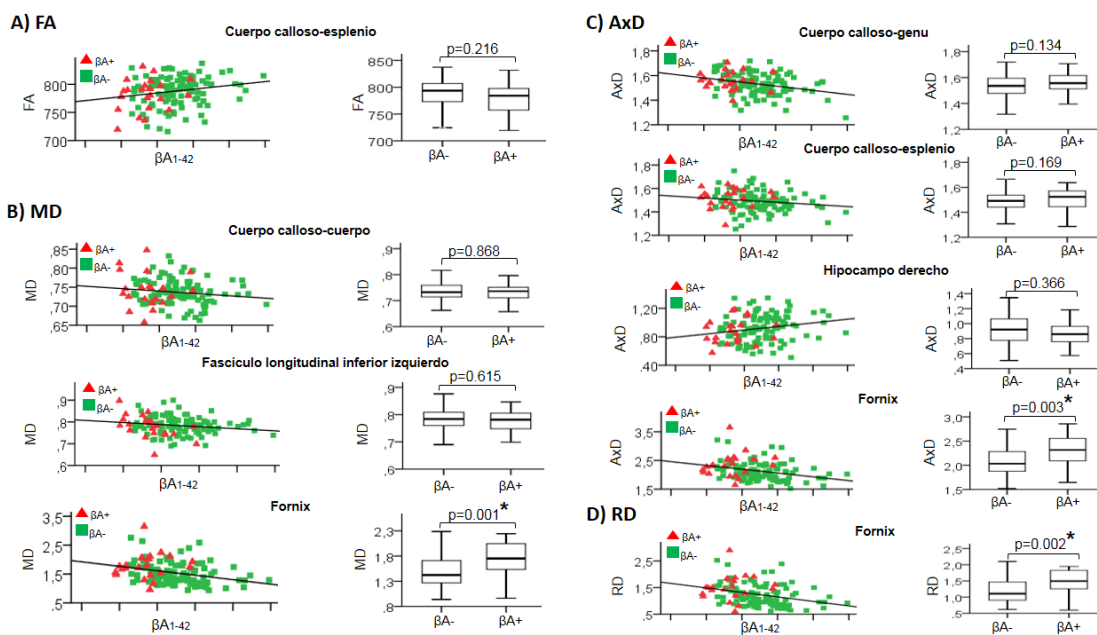 A) FA
Cuerpo calloso-esplenio
βA+
βA-
800
900
800
700
FA
βA1-42
p=0.216
900
800
700
FA
βA-
βA+
B) MD
Cuerpo calloso-cuerpo
βA+
βA-
,85
,75
,65
MD
βA1-42
p=0.868
,9
,8
,7
,6
MD
βA-
βA+
Fascículo longitudinal inferior izquierdo
βA+
βA-
,9
,8
,7
,6
MD
βA1-42
p=0.615
,9
,8
,7
,6
MD
βA-
βA+
Fornix
βA+
βA-
3,5
2,5
1,5
,5
MD
βA1-42
p=0.001*
2,3
1,8
1,3
,8
MD
βA-
βA+
C) AxD
Cuerpo calloso-genu
βA+
βA-
1,8
1,6
1,4
1,2
AxD
βA1-42
p=0.134
1,8
1,6
1,4
1,2
AxD
βA-
βA+
Cuerpo calloso-esplenio
βA+
βA-
1,8
1,6
1,4
1,2
AxD
βA1-42
p=0.169
1,8
1,6
1,4
1,2
AxD
βA-
βA+
Hipocampo derecho
βA+
βA-
1,20
,80
,40
AxD
βA1-42
p=0.366
1,4
1,2
1,0
,8
,6
,4
AxD
βA-
βA+
Fornix
βA+
βA-
4,5
3,5
2,5
1,5
AxD
βA1-42
p=0.003*
3,0
2,5
2,0
1,5
AxD
βA-
βA+
D) RD
Fornix
βA+
βA-
2,5
1,5
,5
RD
βA1-42
p=0.002*
2,0
1,5
1,0
,5
RD
βA-
βA+